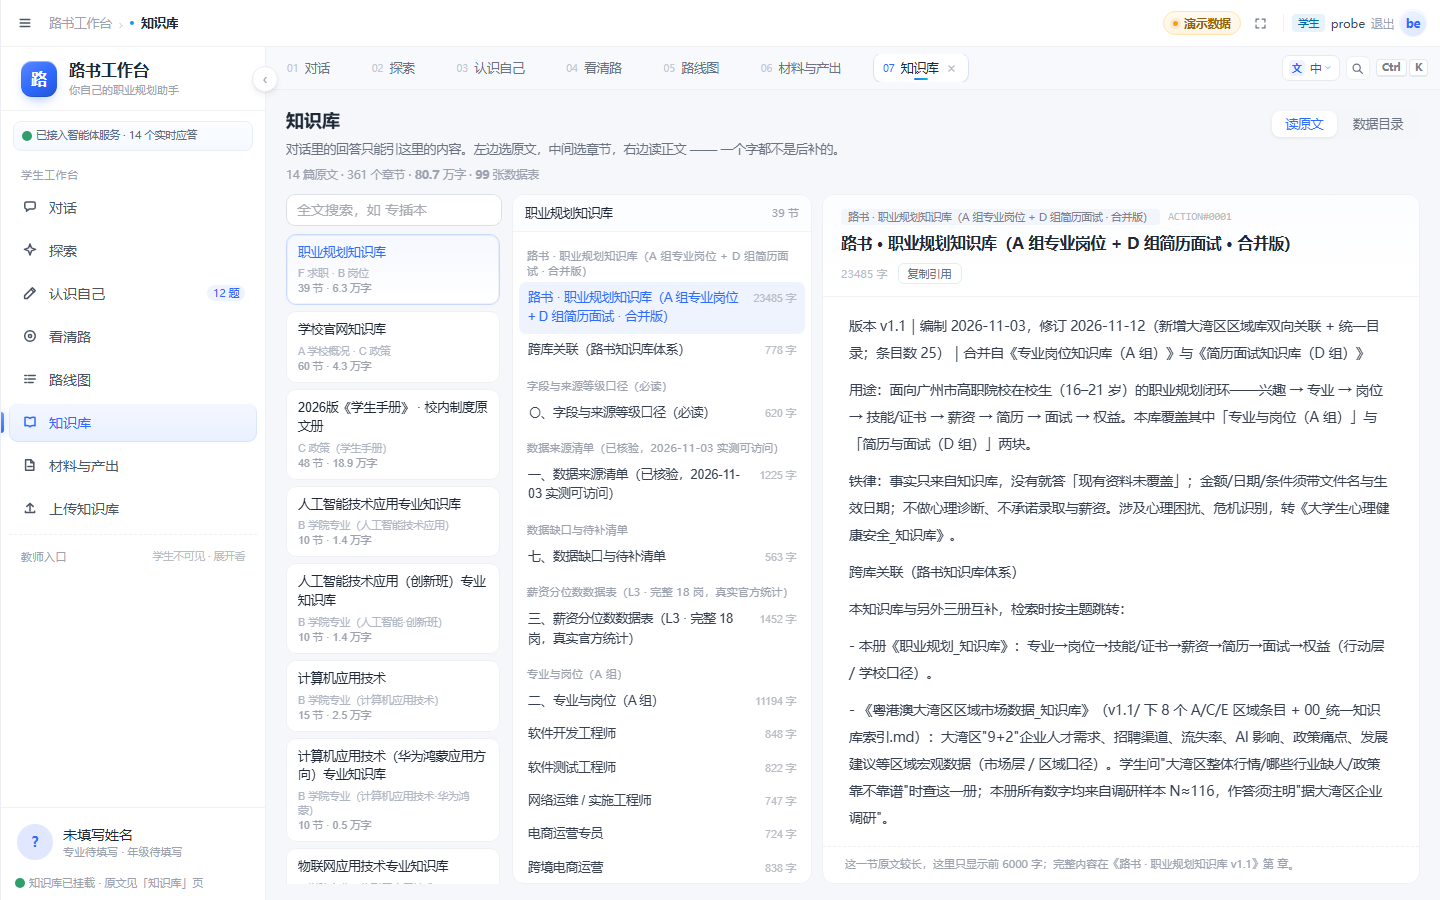 路书工作台 › • 知识库
演示数据
学生 probe 退出 be
路
路书工作台
你自己的职业规划助手
已接入智能体服务 · 14 个实时应答
学生工作台
对话
探索
认识自己 12 题
看清路
路线图
知识库
材料与产出
上传知识库
教师入口 学生不可见 · 展开看
?
未填写姓名
专业待填写 · 年级待填写
知识库已挂载 · 原文见「知识库」页
01 对话 02 探索 03 认识自己 04 看清路 05 路线图 06 材料与产出 07 知识库 ×
文 中 Ctrl K
知识库
对话里的回答只能引这里的内容。左边选原文，中间选章节，右边读正文 —— 一个字都不是后补的。
14 篇原文 · 361 个章节 · 80.7 万字 · 99 张数据表
读原文 数据目录
全文搜索，如 专插本
职业规划知识库
F 求职 · B 岗位
39 节 · 6.3 万字
学校官网知识库
A 学校概况 · C 政策
60 节 · 4.3 万字
2026版《学生手册》 · 校内制度原
文册
C 政策（学生手册）
48 节 · 18.9 万字
人工智能技术应用专业知识库
B 学院专业（人工智能技术应用）
10 节 · 1.4 万字
人工智能技术应用（创新班）专业
知识库
B 学院专业（人工智能·创新班）
10 节 · 1.4 万字
计算机应用技术
B 学院专业（计算机应用技术）
15 节 · 2.5 万字
计算机应用技术（华为鸿蒙应用方
向）专业知识库
B 学院专业（计算机应用技术·华为鸿
蒙）
10 节 · 0.5 万字
物联网应用技术专业知识库
职业规划知识库 39 节
路书 · 职业规划知识库（A 组专业岗位 + D 组简历面
试 · 合并版）
路书 · 职业规划知识库（A 组专业岗位 23485 字
+ D 组简历面试 · 合并版）
跨库关联（路书知识库体系） 778 字
字段与来源等级口径（必读）
〇、字段与来源等级口径（必读） 620 字
数据来源清单（已核验，2026-11-03 实测可访问）
一、数据来源清单（已核验，2026-11- 1225 字
03 实测可访问）
数据缺口与待补清单
七、数据缺口与待补清单 563 字
薪资分位数数据表（L3 · 完整 18 岗，真实官方统计）
三、薪资分位数数据表（L3 · 完整 18 1452 字
岗，真实官方统计）
专业与岗位（A 组）
二、专业与岗位（A 组） 11194 字
软件开发工程师 848 字
软件测试工程师 822 字
网络运维 / 实施工程师 747 字
电商运营专员 724 字
跨境电商运营 838 字
路书 · 职业规划知识库（A 组专业岗位 + D 组简历面试 · 合并版） ACTION#0001
路书 • 职业规划知识库（A 组专业岗位 + D 组简历面试 • 合并版）
23485 字 复制引用
版本 v1.1 | 编制 2026-11-03，修订 2026-11-12（新增大湾区区域库双向关联 + 统一目
录；条目数 25） | 合并自《专业岗位知识库（A 组）》与《简历面试知识库（D 组）》
用途：面向广州市高职院校在校生（16–21 岁）的职业规划闭环——兴趣 → 专业 → 岗位
→ 技能/证书 → 薪资 → 简历 → 面试 → 权益。本库覆盖其中「专业与岗位（A 组）」与
「简历与面试（D 组）」两块。
铁律：事实只来自知识库，没有就答「现有资料未覆盖」；金额/日期/条件须带文件名与生
效日期；不做心理诊断、不承诺录取与薪资。涉及心理困扰、危机识别，转《大学生心理健
康安全_知识库》。
跨库关联（路书知识库体系）
本知识库与另外三册互补，检索时按主题跳转：
- 本册《职业规划_知识库》：专业→岗位→技能/证书→薪资→简历→面试→权益（行动层
/ 学校口径）。
- 《粤港澳大湾区区域市场数据_知识库》（v1.1/ 下 8 个 A/C/E 区域条目 + 00_统一知识
库索引.md）：大湾区"9+2"企业人才需求、招聘渠道、流失率、AI 影响、政策痛点、发展
建议等区域宏观数据（市场层 / 区域口径）。学生问"大湾区整体行情/哪些行业缺人/政策
靠不靠谱"时查这一册；本册所有数字均来自调研样本 N≈116，作答须注明"据大湾区企业
调研"。
这一节原文较长，这里只显示前 6000 字；完整内容在《路书 · 职业规划知识库 v1.1》第 章。